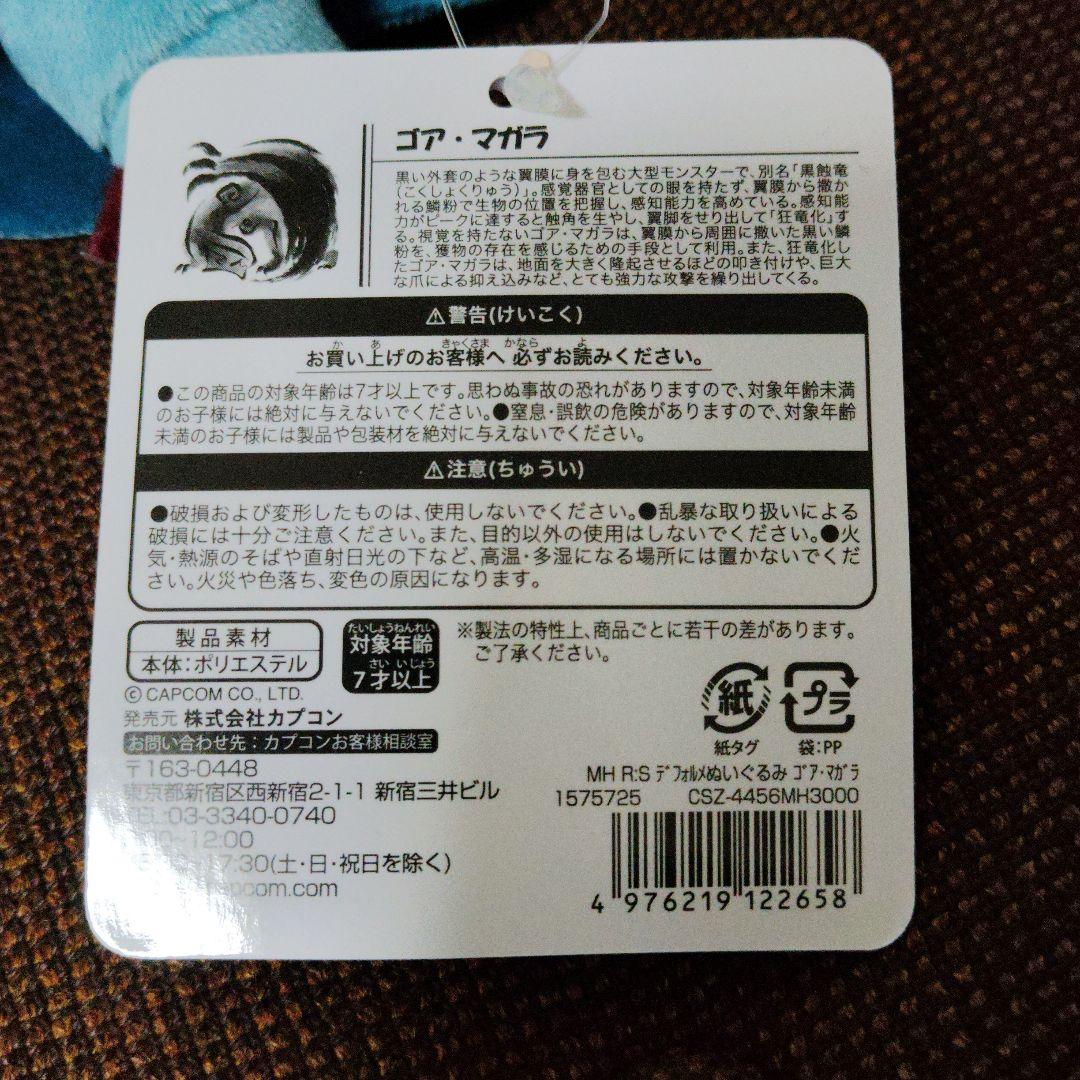 ゴア・マガラ
黒い外套のような翼膜に身を包む大型モンスターで、別名「黒蝕竜
(こくしょくりゅう)」。感覚器官としての眼を持たず、翼膜から撒か
れる鱗粉で生物の位置を把握し、感知能力を高めている。感知能
力がピークに達すると触角を生やし、翼脚をせり出して「狂竜化」す
る。視覚を持たないゴア・マガラは、翼膜から周囲に撒いた黒い鱗
粉を、獲物の存在を感じるための手段として利用。また、狂竜化し
たゴア・マガラは、地面を大きく隆起させるほどの叩き付けや、巨大
な爪による抑え込みなど、とても強力な攻撃を繰り出してくる。
⚠警告(けいこく)
か あ きゃくさま かなら よ
お買い上げのお客様へ 必ずお読みください。
●この商品の対象年齢は7才以上です。思わぬ事故の恐れがありますので、対象年齢未満
のお子様には絶対に与えないでください。●窒息・誤飲の危険がありますので、対象年齢
未満のお子様には製品や包装材を絶対に与えないでください。
⚠注意(ちゅうい)
●破損および変形したものは、使用しないでください。●乱暴な取り扱いによる
破損には十分ご注意ください。また、目的以外の使用はしないでください。●火
気・熱源のそばや直射日光の下など、高温・多湿になる場所には置かないでくだ
さい。火災や色落ち、変色の原因になります。
製品素材
本体:ポリエステル
たいしょうねんれい
対象年齢
さい いじょう
7才以上
※製法の特性上、商品ごとに若干の差があります。
ご了承ください。
© CAPCOM CO., LTD.
発売元 株式会社カプコン
お問い合わせ先:カプコンお客様相談室
〒163-0448
東京都新宿区西新宿2-1-1 新宿三井ビル
TEL:03-3340-0740
~12:00
17:30(土・日・祝日を除く)
pcom.com
紙
紙タグ
プラ
袋:PP
MH R:S デフォルメぬいぐるみ ゴア・マガラ
1575725 CSZ-4456MH3000
4 976219 122658